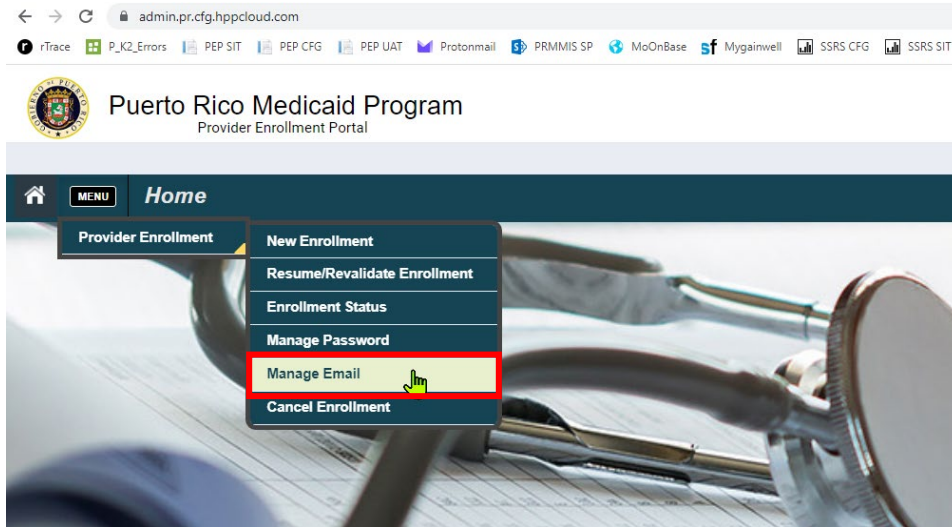 admin.pr.cfg.hppcloud.com
rTrace P_K2_Errors PEP SIT PEP CFG PEP UAT Protonmail PRMMIS SP MoOnBase Mygainwell SSRS CFG SSRS SIT
Puerto Rico Medicaid Program
Provider Enrollment Portal
MENU Home
Provider Enrollment
New Enrollment
Resume/Revalidate Enrollment
Enrollment Status
Manage Password
Manage Email
Cancel Enrollment